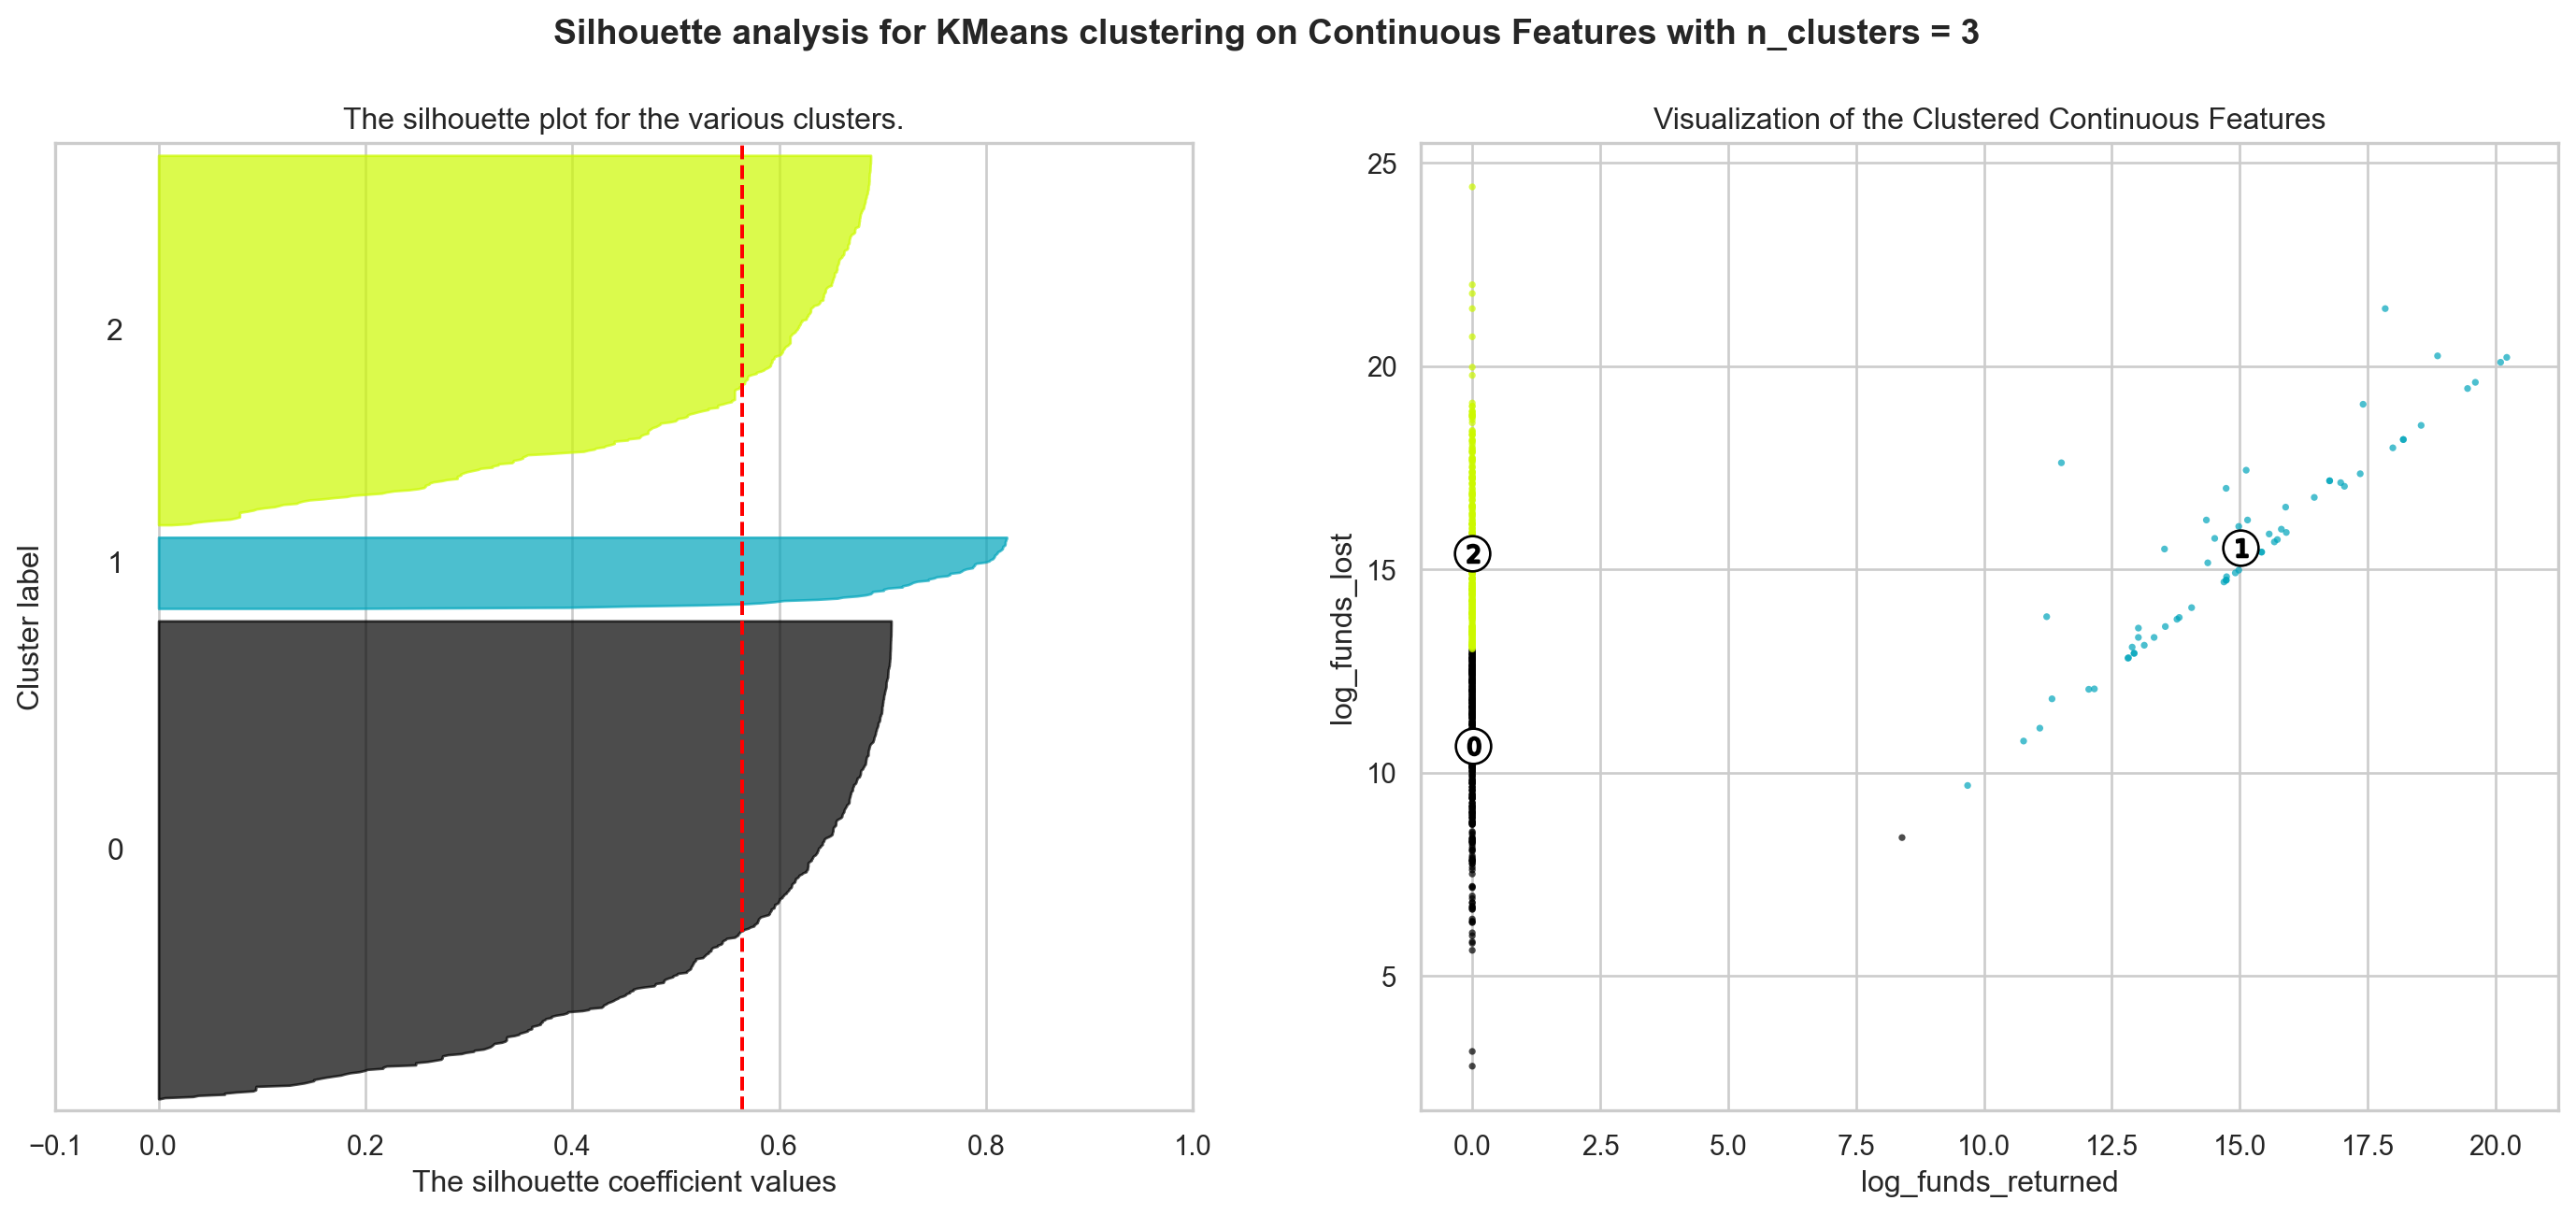 Silhouette analysis for KMeans clustering on Continuous Features with n_clusters = 3
The silhouette plot for the various clusters.
Cluster label
2
1
0
−0.1 0.0 0.2 0.4 0.6 0.8 1.0
The silhouette coefficient values
Visualization of the Clustered Continuous Features
log_funds_lost
25
20
15
10
5
2
1
0
0.0 2.5 5.0 7.5 10.0 12.5 15.0 17.5 20.0
log_funds_returned